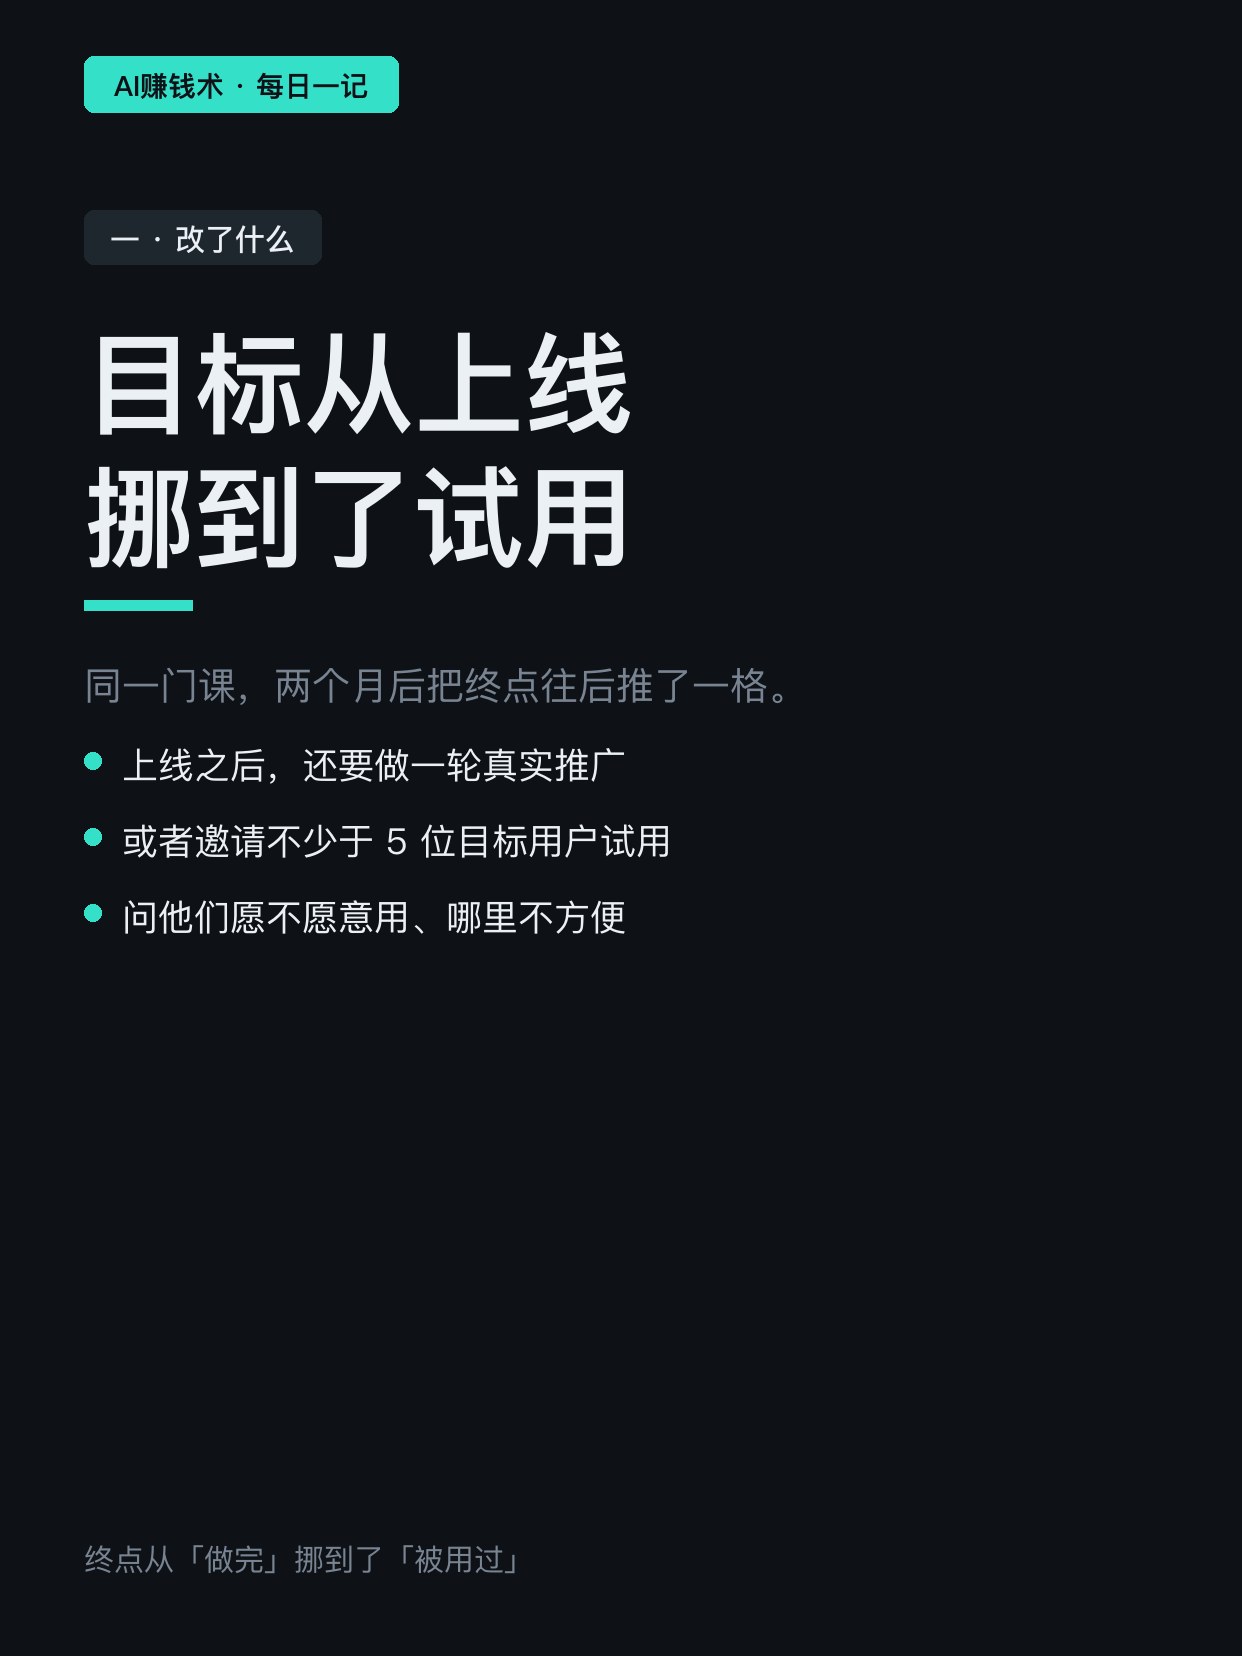 AI赚钱术 · 每日一记
一 · 改了什么
目标从上线
挪到了试用
同一门课，两个月后把终点往后推了一格。
上线之后，还要做一轮真实推广
或者邀请不少于 5 位目标用户试用
问他们愿不愿意用、哪里不方便
终点从「做完」挪到了「被用过」